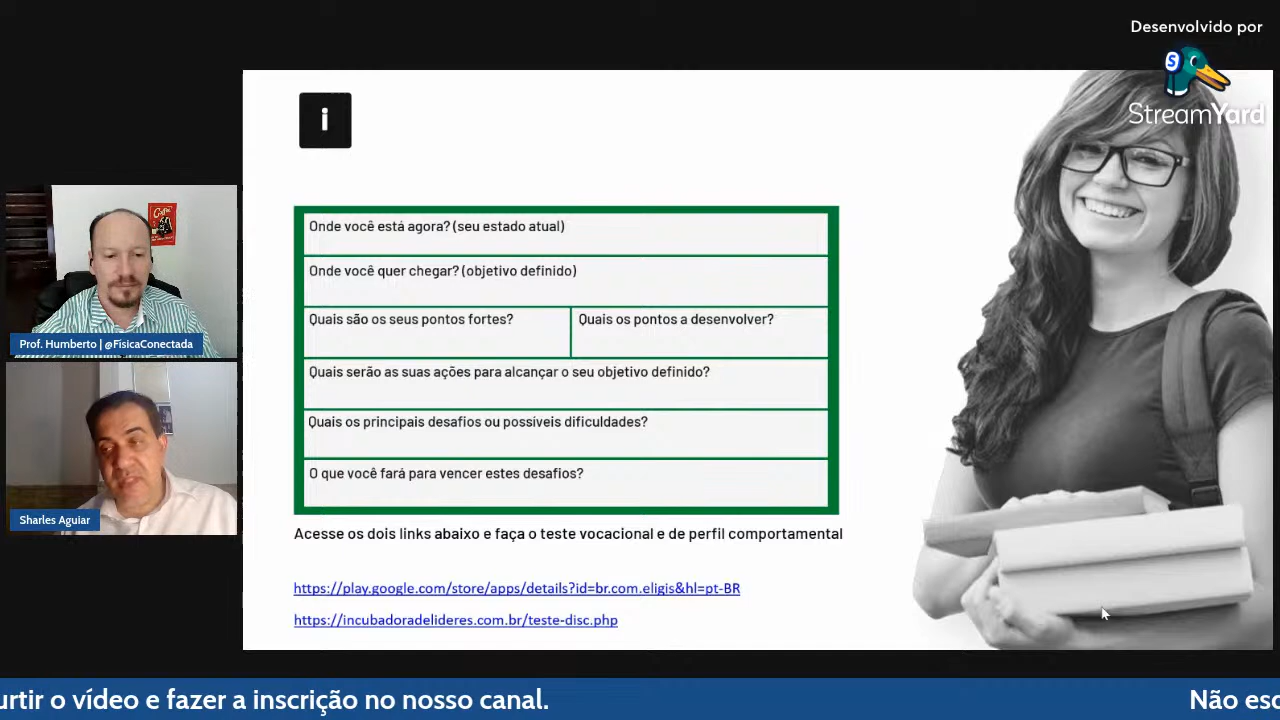 Desenvolvido por
StreamYard
i
Onde você está agora? (seu estado atual)
Onde você quer chegar? (objetivo definido)
Quais são os seus pontos fortes?
Quais os pontos a desenvolver?
Quais serão as suas ações para alcançar o seu objetivo definido?
Quais os principais desafios ou possíveis dificuldades?
O que você fará para vencer estes desafios?
Acesse os dois links abaixo e faça o teste vocacional e de perfil comportamental
https://play.google.com/store/apps/details?id=br.com.eligis&hl=pt-BR
https://incubadoradelideres.com.br/teste-disc.php
Prof. Humberto | @FísicaConectada
Sharles Aguiar
urtir o vídeo e fazer a inscrição no nosso canal.
Não esq